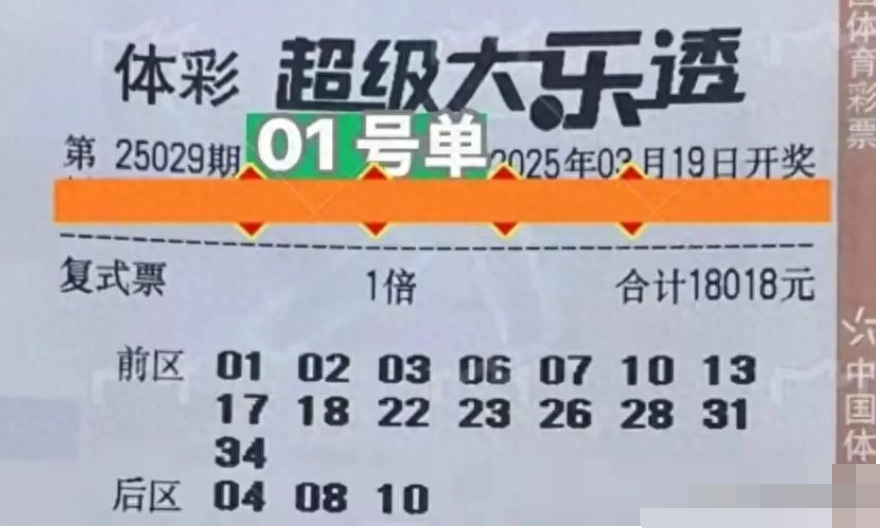 体彩 超级大乐透
01号单
第25029期 2025年03月19日开奖
复式票 1倍 合计18018元
前区 01 02 03 06 07 10 13
17 18 22 23 26 28 31
34
后区 04 08 10
国体育彩票
中国体